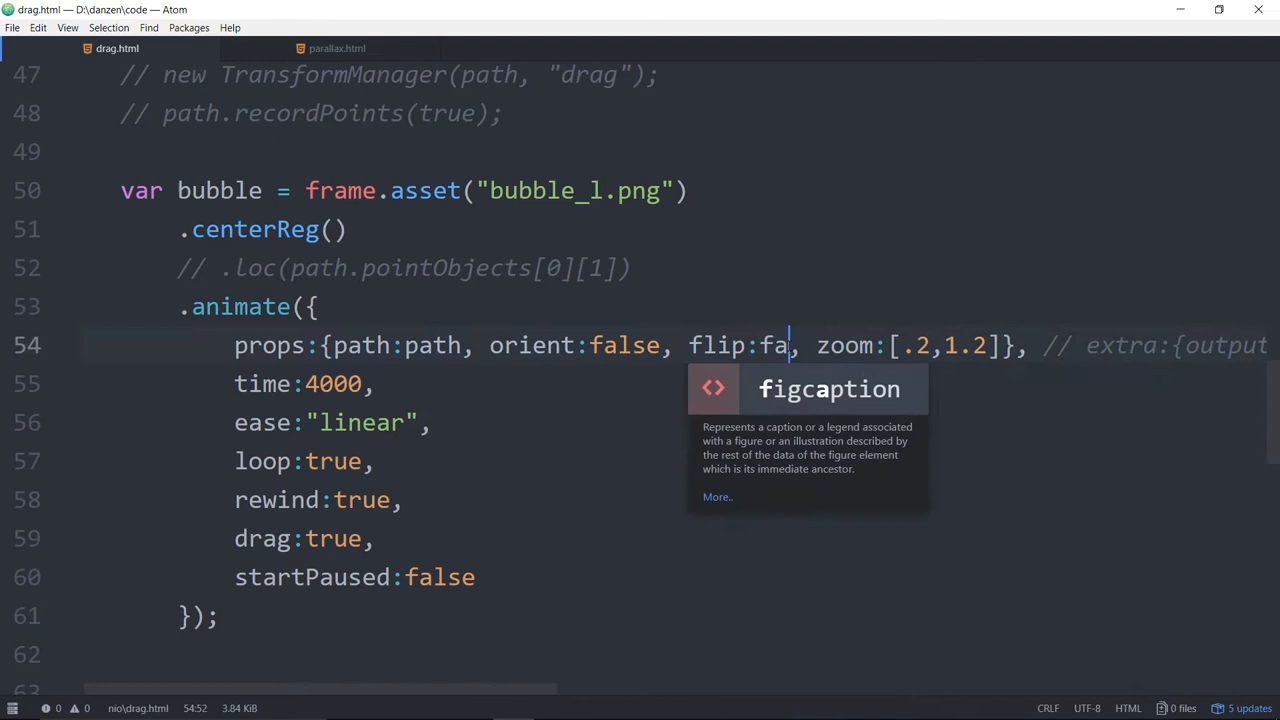 drag.html — D:\danzen\code — Atom
File Edit View Selection Find Packages Help
drag.html parallax.html
47 // new TransformManager(path, "drag");
48 // path.recordPoints(true);
49
50 var bubble = frame.asset("bubble_l.png")
51 .centerReg()
52 // .loc(path.pointObjects[0][1])
53 .animate({
54 props:{path:path, orient:false, flip:fa, zoom:[.2,1.2]}, // extra:{output
55 time:4000,
56 ease:"linear",
57 loop:true,
58 rewind:true,
59 drag:true,
60 startPaused:false
61 });
62
63
<> figcaption
Represents a caption or a legend associated
with a figure or an illustration described by
the rest of the data of the figure element
which is its immediate ancestor.
More..
0 0 nio\drag.html 54:52 3.84 KiB CRLF UTF-8 HTML 0 files 5 updates